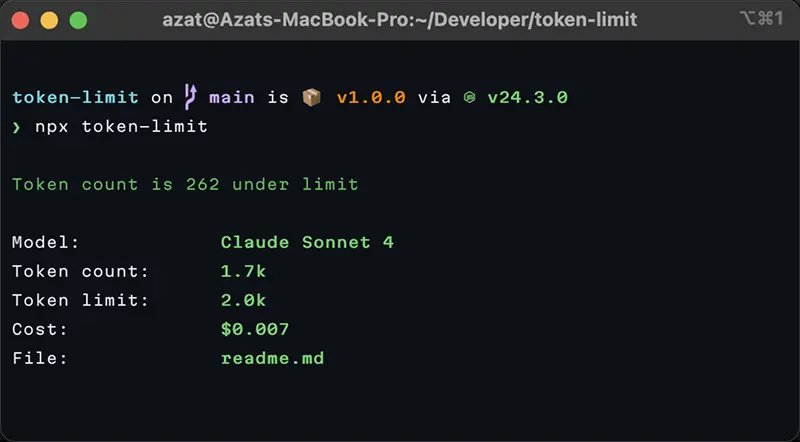 azat@Azats-MacBook-Pro:~/Developer/token-limit ⌥⌘1
token-limit on main is 📦 v1.0.0 via v24.3.0
❯ npx token-limit
Token count is 262 under limit
Model: Claude Sonnet 4
Token count: 1.7k
Token limit: 2.0k
Cost: $0.007
File: readme.md